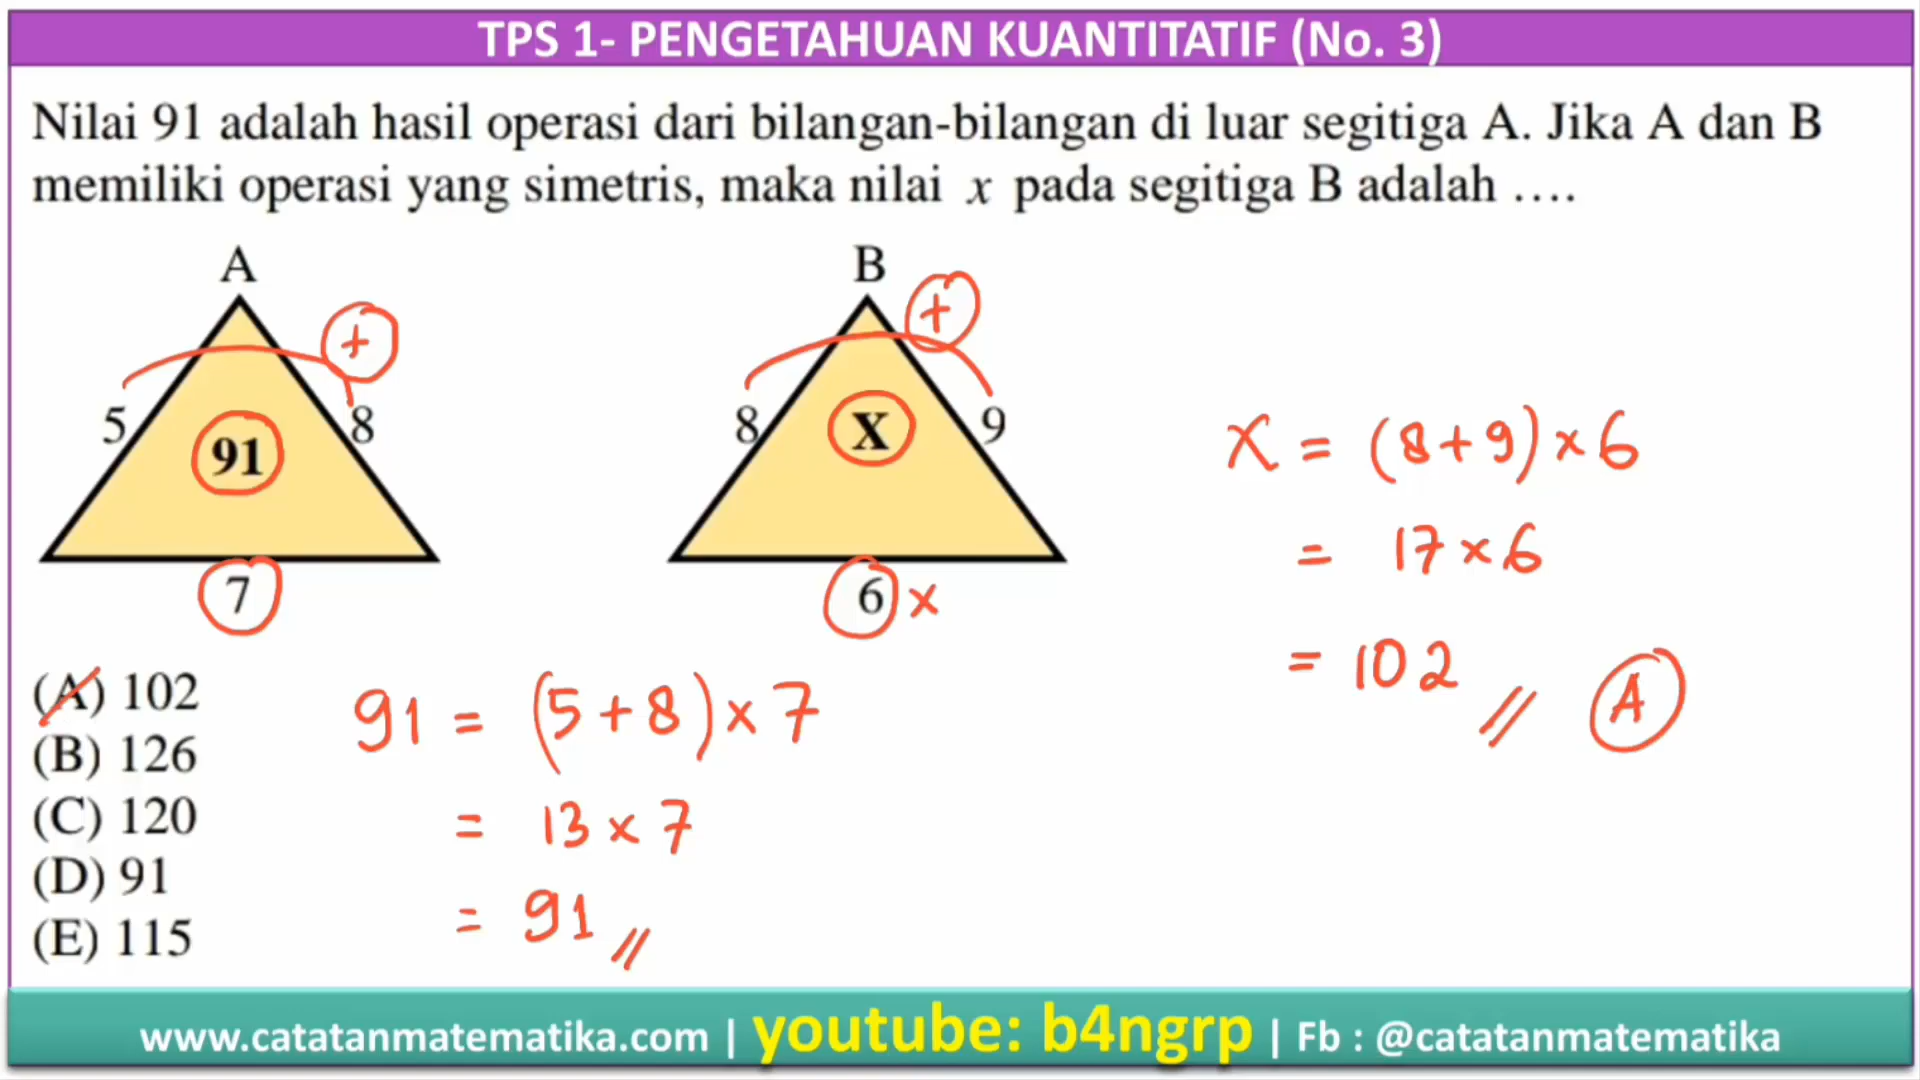 TPS 1- PENGETAHUAN KUANTITATIF (No. 3)
Nilai 91 adalah hasil operasi dari bilangan-bilangan di luar segitiga A. Jika A dan B
memiliki operasi yang simetris, maka nilai x pada segitiga B adalah ....
A
+
5
91
8
7
B
+
8
X
9
6 x
X = (8+9) × 6
= 17 × 6
= 102 // A
(A) 102
(B) 126
(C) 120
(D) 91
(E) 115
91 = (5+8) × 7
= 13 × 7
= 91 //
www.catatanmatematika.com | youtube: b4ngrp | Fb : @catatanmatematika